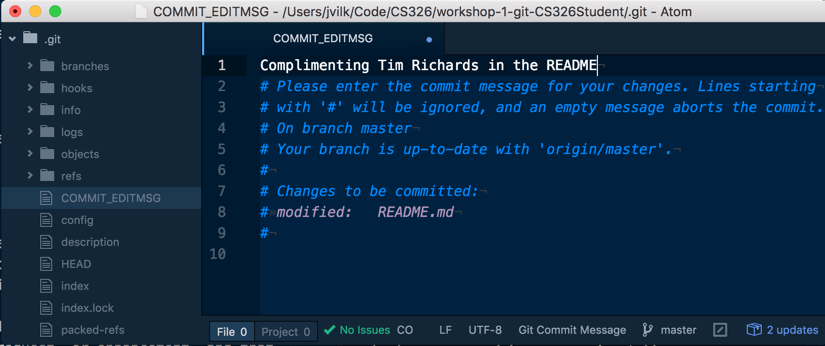 COMMIT_EDITMSG - /Users/jvilk/Code/CS326/workshop-1-git-CS326Student/.git - Atom
.git
branches
hooks
info
logs
objects
refs
COMMIT_EDITMSG
config
description
HEAD
index
index.lock
packed-refs
COMMIT_EDITMSG
1 Complimenting Tim Richards in the README¬
2 # Please enter the commit message for your changes. Lines starting¬
3 # with '#' will be ignored, and an empty message aborts the commit.
4 # On branch master¬
5 # Your branch is up-to-date with 'origin/master'.¬
6 #¬
7 # Changes to be committed:¬
8 #»modified:   README.md¬
9 #¬
10
File 0 Project 0 No Issues CO LF UTF-8 Git Commit Message master 2 updates